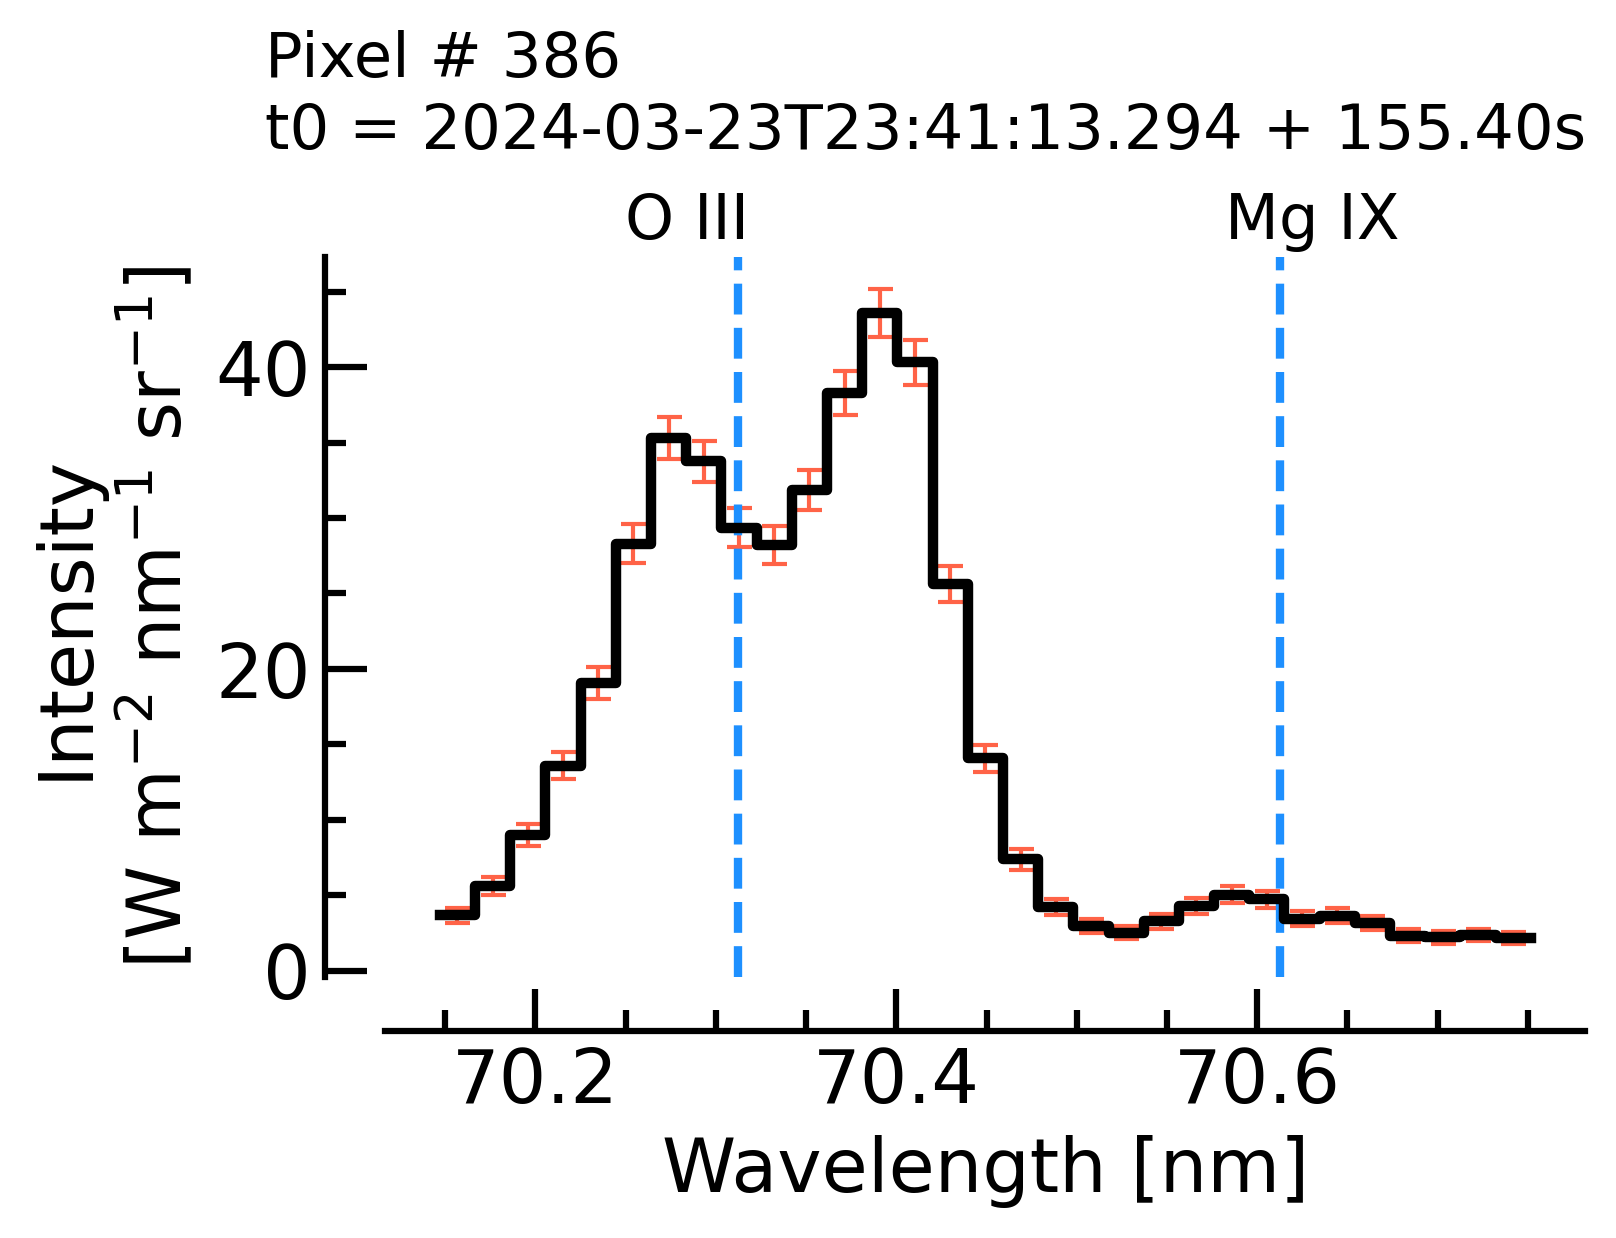 Pixel # 386
t0 = 2024-03-23T23:41:13.294 + 155.40s
O III Mg IX
Intensity
[W m⁻² nm⁻¹ sr⁻¹]
40
20
0
70.2 70.4 70.6
Wavelength [nm]